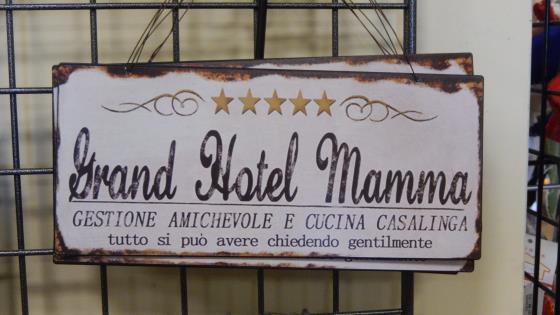 Grand Hotel Mamma
GESTIONE AMICHEVOLE E CUCINA CASALINGA
tutto si può avere chiedendo gentilmente